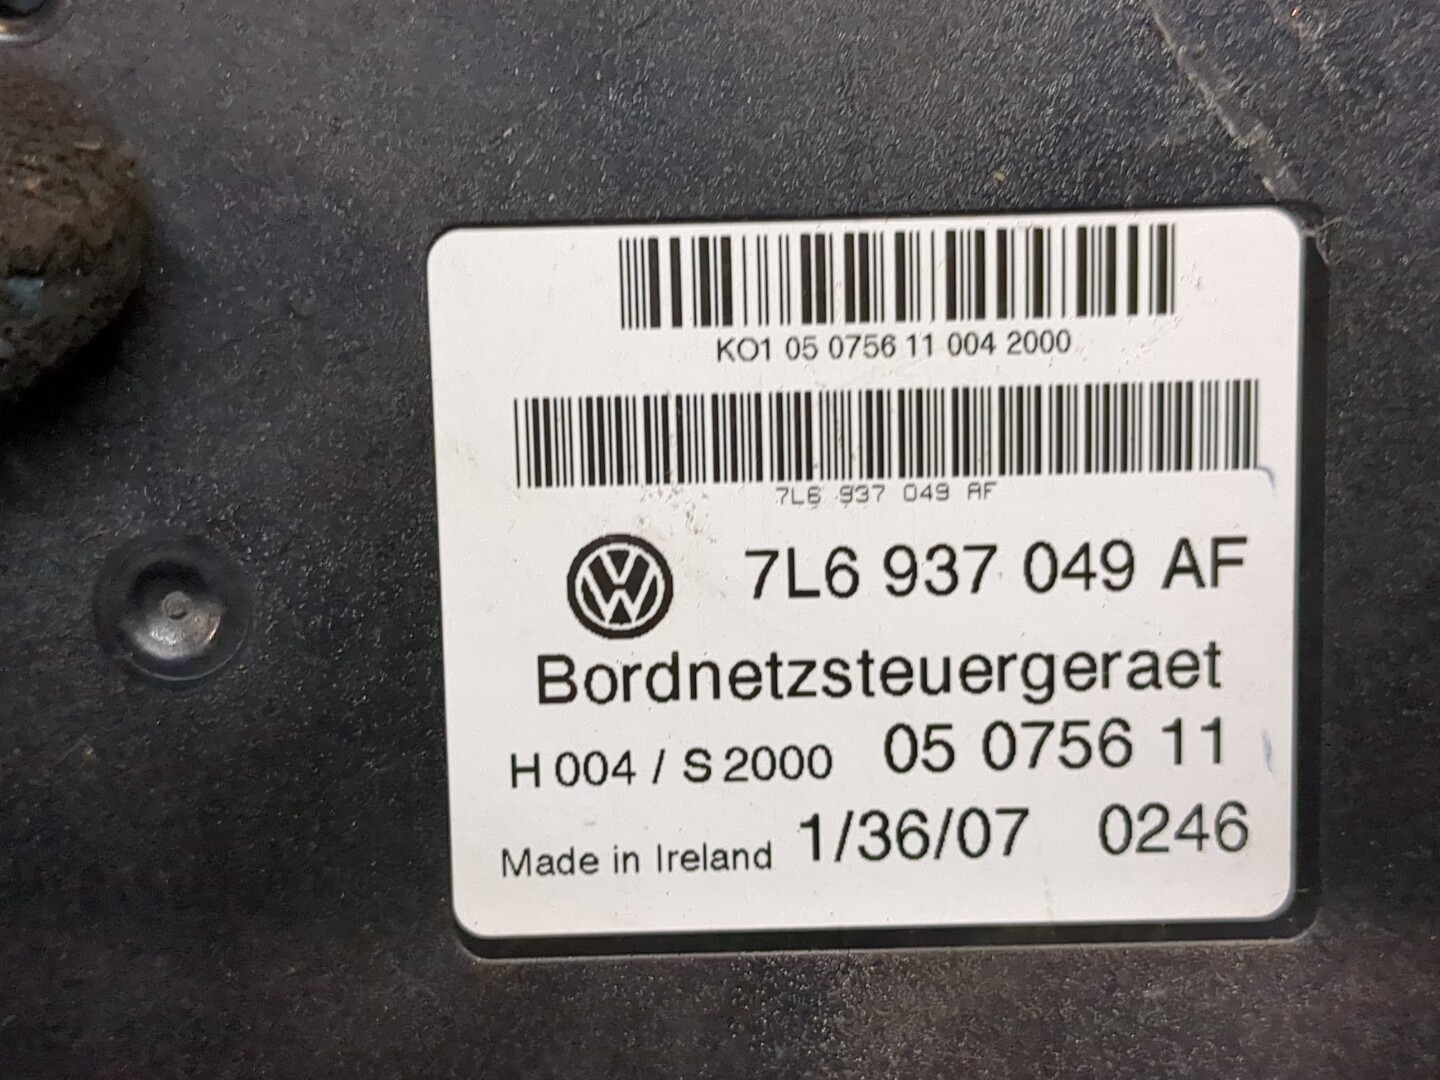 KO1 05 0756 11 004 2000
7L6 937 049 AF
7L6 937 049 AF
Bordnetzsteuergeraet
H 004 / S 2000 05 0756 11
Made in Ireland 1/36/07 0246